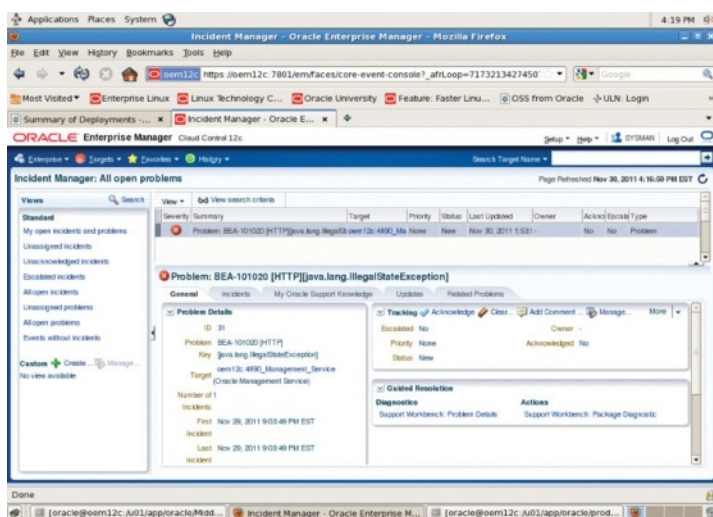 Applications Places System
4:19 PM
Incident Manager - Oracle Enterprise Manager - Mozilla Firefox
File Edit View History Bookmarks Tools Help
oem12c https://oem12c:7801/em/faces/core-event-console?_afrLoop=7173213427450
Google
Most Visited Enterprise Linux Linux Technology C... Oracle University Feature: Faster Linu... OSS from Oracle ULN: Login
Summary of Deployments -... Incident Manager - Oracle E...
ORACLE Enterprise Manager Cloud Control 12c
Setup Help SYSMAN Log Out
Enterprise Targets Favorites History
Search Target Name
Incident Manager: All open problems
Page Refreshed Nov 30, 2011 4:16:59 PM EST
Views Search
View View search criteria
Severity Summary Target Priority Status Last Updated Owner Type
Problem: BEA-101020 [HTTP][java.lang. oem12c:4890_Ma None New Nov 30, 2011 1:53: - No No Problem
Standard
My open incidents and problems
Unassigned incidents
Unacknowledged incidents
Escalated incidents
All open incidents
Unassigned problems
All open problems
Events without incidents
Custom Create ... Manage...
No view available
Problem: BEA-101020 [HTTP][java.lang.IllegalStateException]
General Incidents My Oracle Support Knowledge Updates Related Problems
Problem Details
ID 31
Problem Key BEA-101020 [HTTP] [java.lang.IllegalStateException]
Target oem12c:4890_Management_Service (Oracle Management Service)
Number of Incidents 1
First Incident Nov 29, 2011 9:03:49 PM EST
Last Incident Nov 29, 2011 9:03:49 PM EST
Tracking Acknowledge Clear... Add Comment ... Manage... More
Escalated No Owner -
Priority None Acknowledged No
Status New
Guided Resolution
Diagnostics Actions
Support Workbench: Problem Details Support Workbench: Package Diagnostic
Done
[oracle@oem12c:/u01/app/oracle/Midd... Incident Manager - Oracle Enterprise M... [oracle@oem12c:/u01/app/oracle/prod...